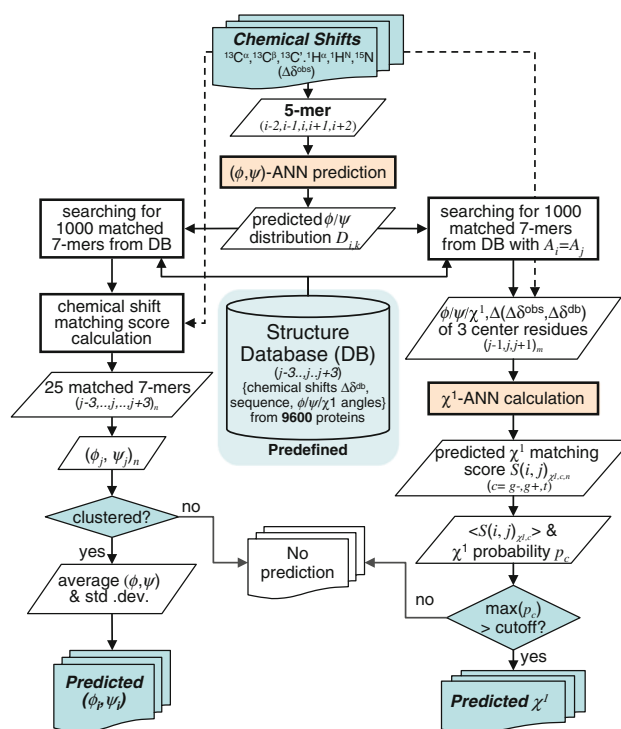 Chemical Shifts
¹³Cᵅ,¹³Cᵝ,¹³C',¹Hᵅ,¹Hᴺ,¹⁵N
(Δδᵒᵇˢ)
5-mer
(i-2,i-1,i,i+1,i+2)
(ϕ,ψ)-ANN prediction
predicted ϕ/ψ
distribution Dᵢ,ₖ
searching for
1000 matched
7-mers from DB
chemical shift
matching score
calculation
25 matched 7-mers
(j-3,..,j,..,j+3)ₙ
(ϕⱼ, ψⱼ)ₙ
clustered?
no
yes
average (ϕ,ψ)
& std .dev.
Predicted
(ϕᵢ,ψᵢ)
Structure
Database (DB)
(j-3..,j..j+3)
{chemical shifts Δδᵈᵇ,
sequence, ϕ/ψ/χ1 angles}
from 9600 proteins
Predefined
No
prediction
searching for 1000
matched 7-mers
from DB with Aᵢ=Aⱼ
ϕ/ψ/χ¹,Δ(Δδᵒᵇˢ,Δδᵈᵇ)
of 3 center residues
(j-1,j,j+1)ₘ
χ¹-ANN calculation
predicted χ¹ matching
score S(i, j)χ1,c,n
(c= g-,g+,t)
<S(i, j)χ1,c> &
χ¹ probability p꜀
no
max(p꜀)
> cutoff?
yes
Predicted χ¹